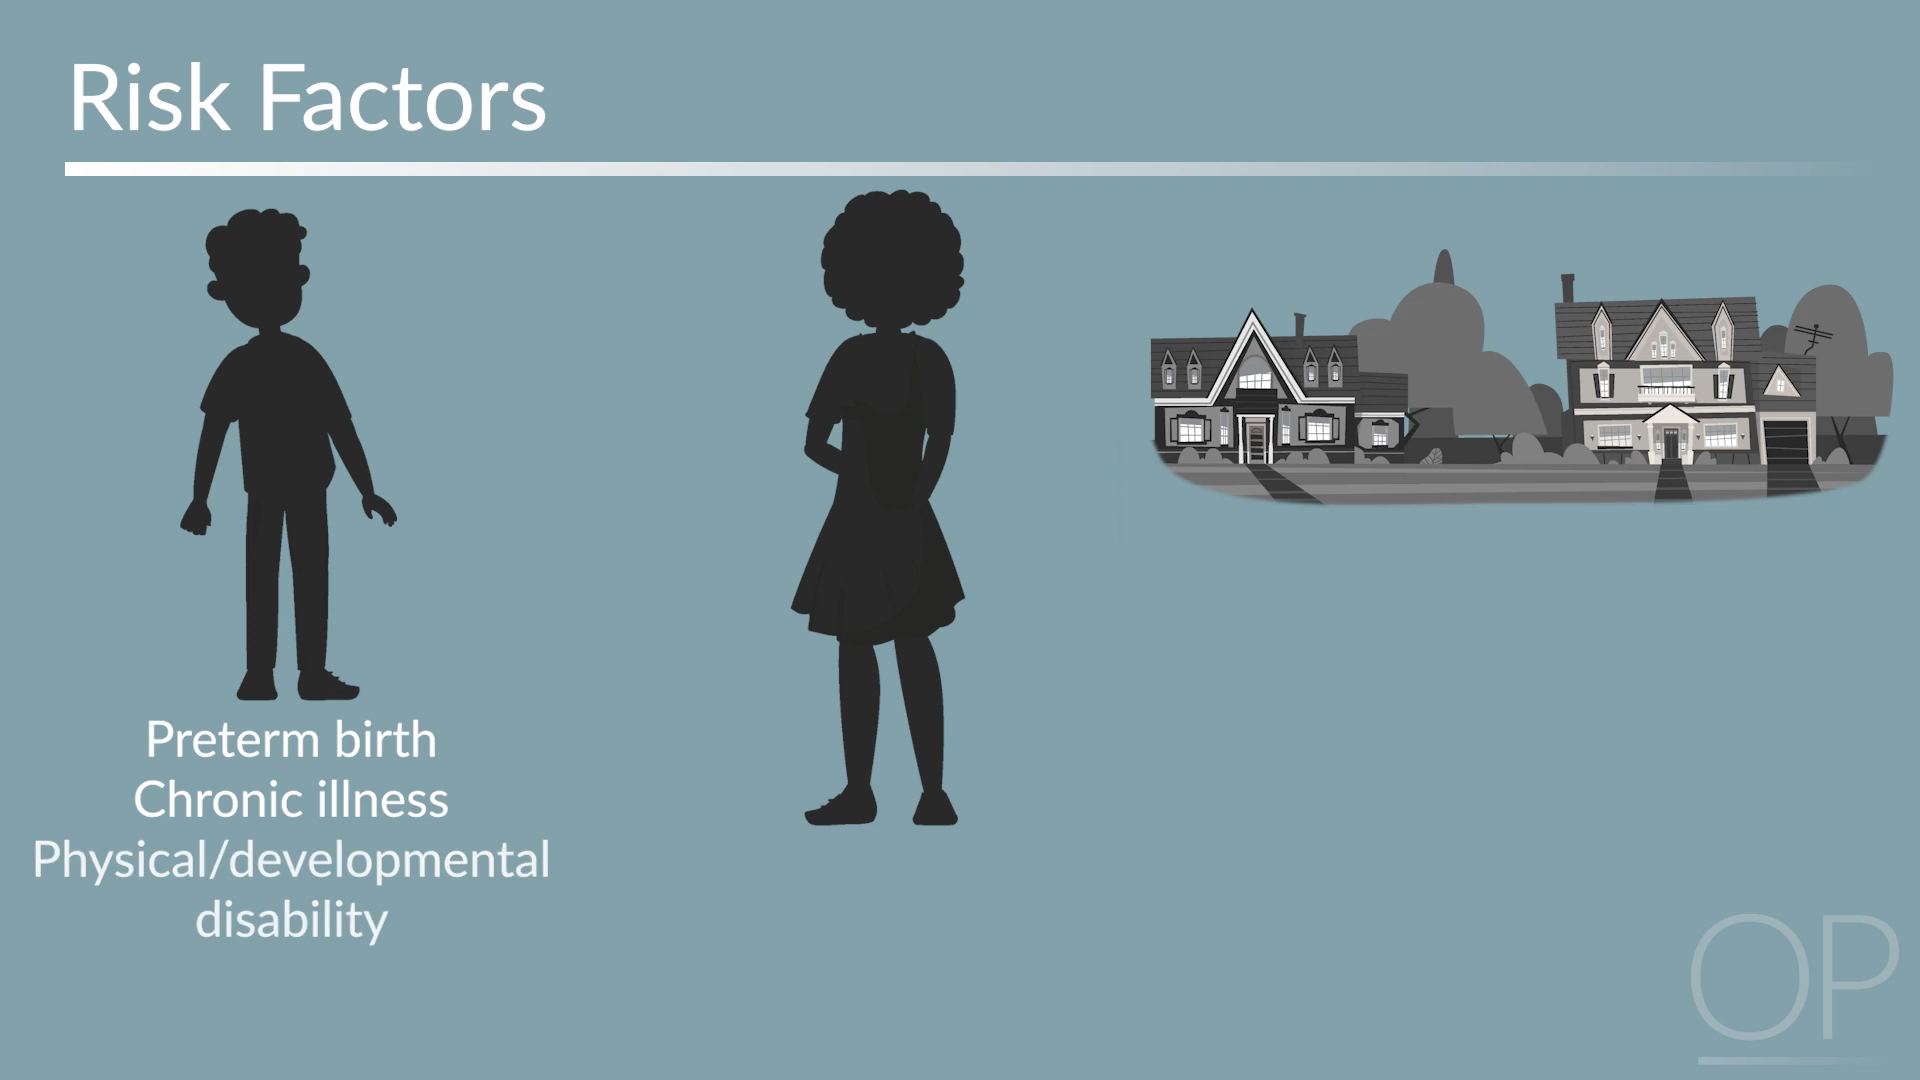 Risk Factors
Preterm birth
Chronic illness
Physical/developmental
disability
OP